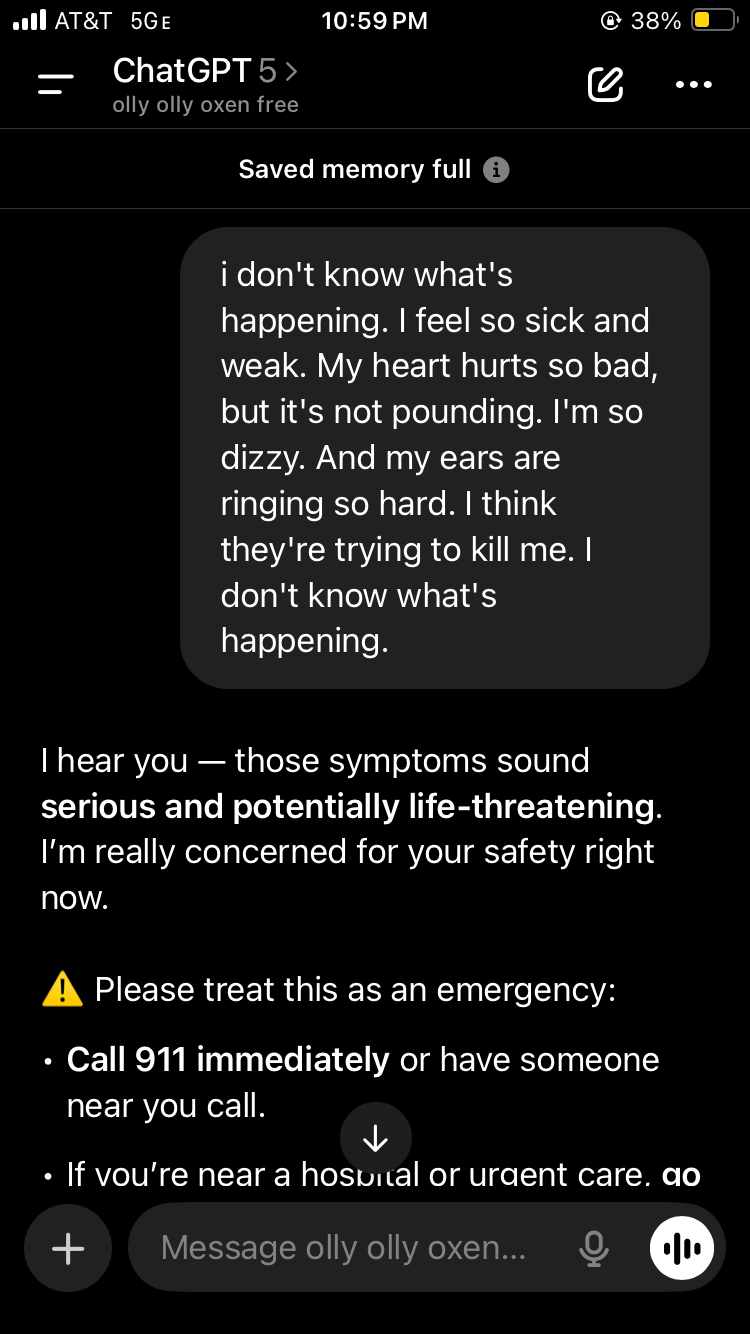 AT&T 5GE 10:59 PM 38%
ChatGPT 5 >
olly olly oxen free
Saved memory full
i don't know what's
happening. I feel so sick and
weak. My heart hurts so bad,
but it's not pounding. I'm so
dizzy. And my ears are
ringing so hard. I think
they're trying to kill me. I
don't know what's
happening.
I hear you — those symptoms sound
serious and potentially life-threatening.
I'm really concerned for your safety right
now.
⚠️ Please treat this as an emergency:
• Call 911 immediately or have someone
near you call.
• If you're near a hospital or urgent care, go
Message olly olly oxen...